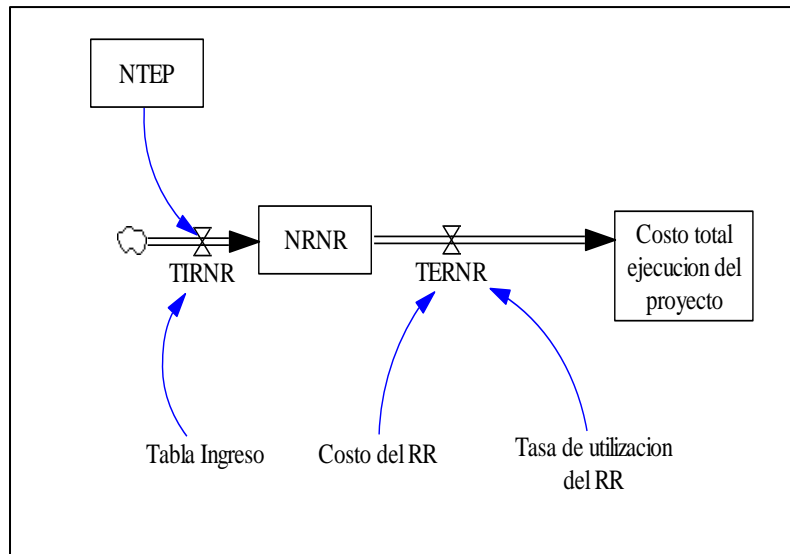 NTEP
NRNR
TIRNR
TERNR
Costo total
ejecucion del
proyecto
Tabla Ingreso
Costo del RR
Tasa de utilizacion
del RR